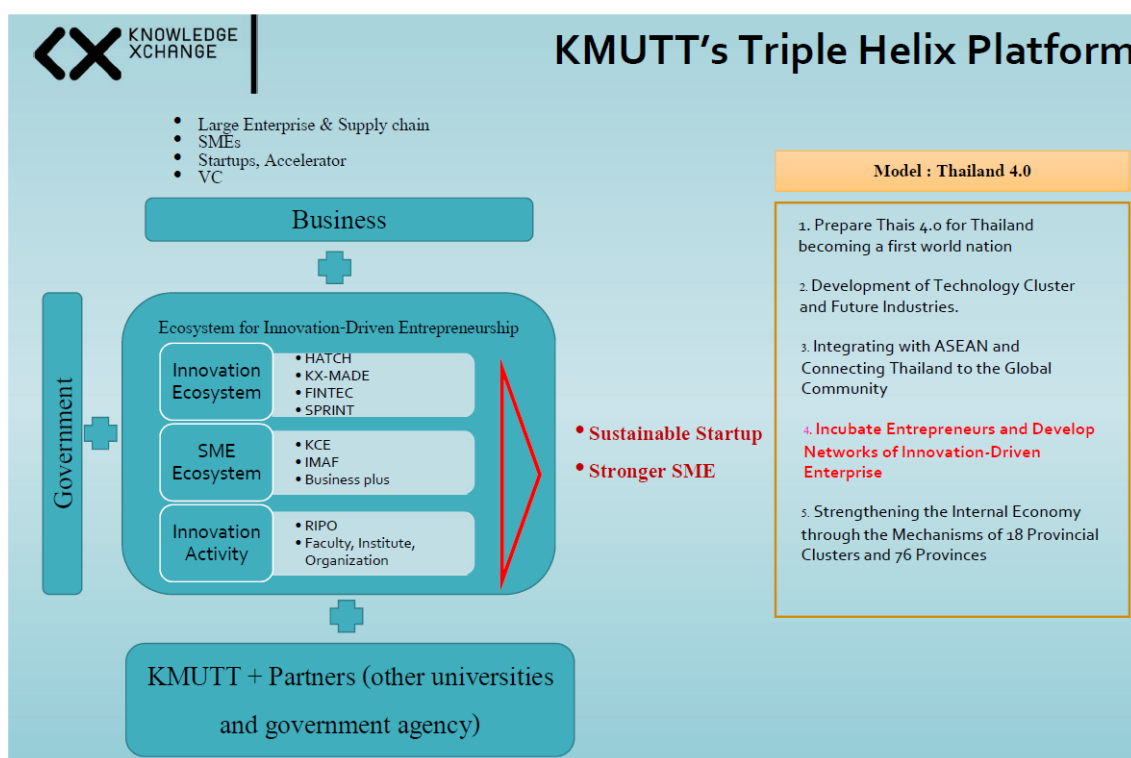 KNOWLEDGE
XCHANGE
KMUTT's Triple Helix Platform
• Large Enterprise & Supply chain
• SMEs
• Startups, Accelerator
• VC
Business
Government
Ecosystem for Innovation-Driven Entrepreneurship
Innovation
Ecosystem
• HATCH
• KX-MADE
• FINTEC
• SPRINT
SME
Ecosystem
• KCE
• IMAF
• Business plus
Innovation
Activity
• RIPO
• Faculty, Institute,
Organization
• Sustainable Startup
• Stronger SME
KMUTT + Partners (other universities
and government agency)
Model : Thailand 4.0
1. Prepare Thais 4.0 for Thailand
becoming a first world nation
2. Development of Technology Cluster
and Future Industries.
3. Integrating with ASEAN and
Connecting Thailand to the Global
Community
4. Incubate Entrepreneurs and Develop
Networks of Innovation-Driven
Enterprise
5. Strengthening the Internal Economy
through the Mechanisms of 18 Provincial
Clusters and 76 Provinces